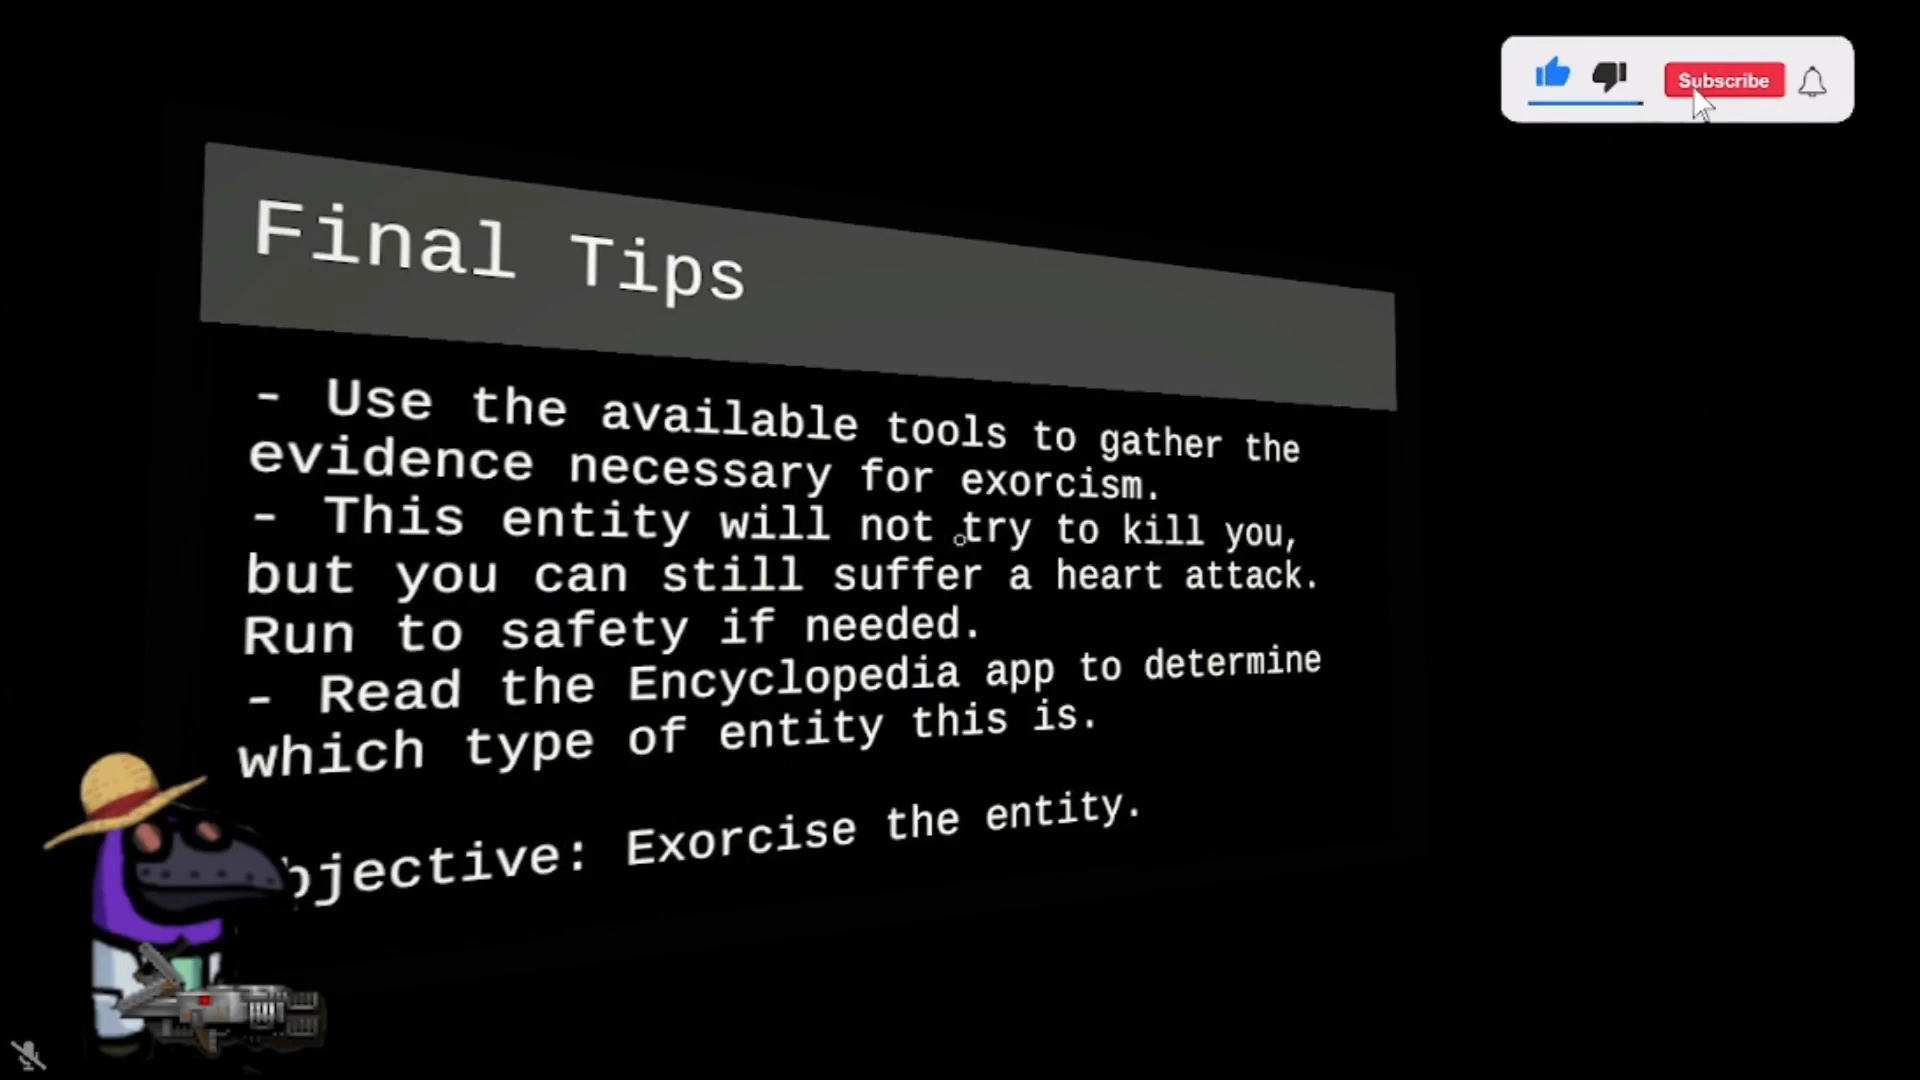 Subscribe
Final Tips
- Use the available tools to gather the
evidence necessary for exorcism.
- This entity will not try to kill you,
but you can still suffer a heart attack.
Run to safety if needed.
- Read the Encyclopedia app to determine
which type of entity this is.
bjective: Exorcise the entity.